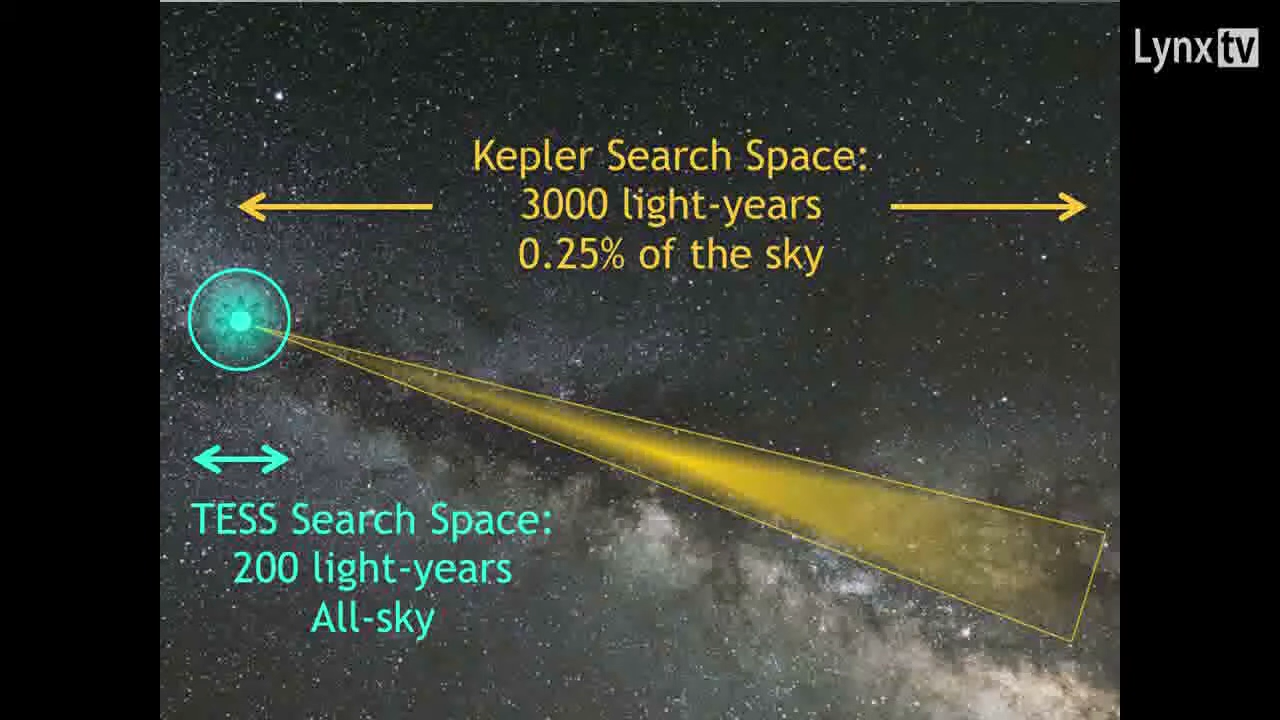 Lynx tv
Kepler Search Space:
3000 light-years
0.25% of the sky
TESS Search Space:
200 light-years
All-sky